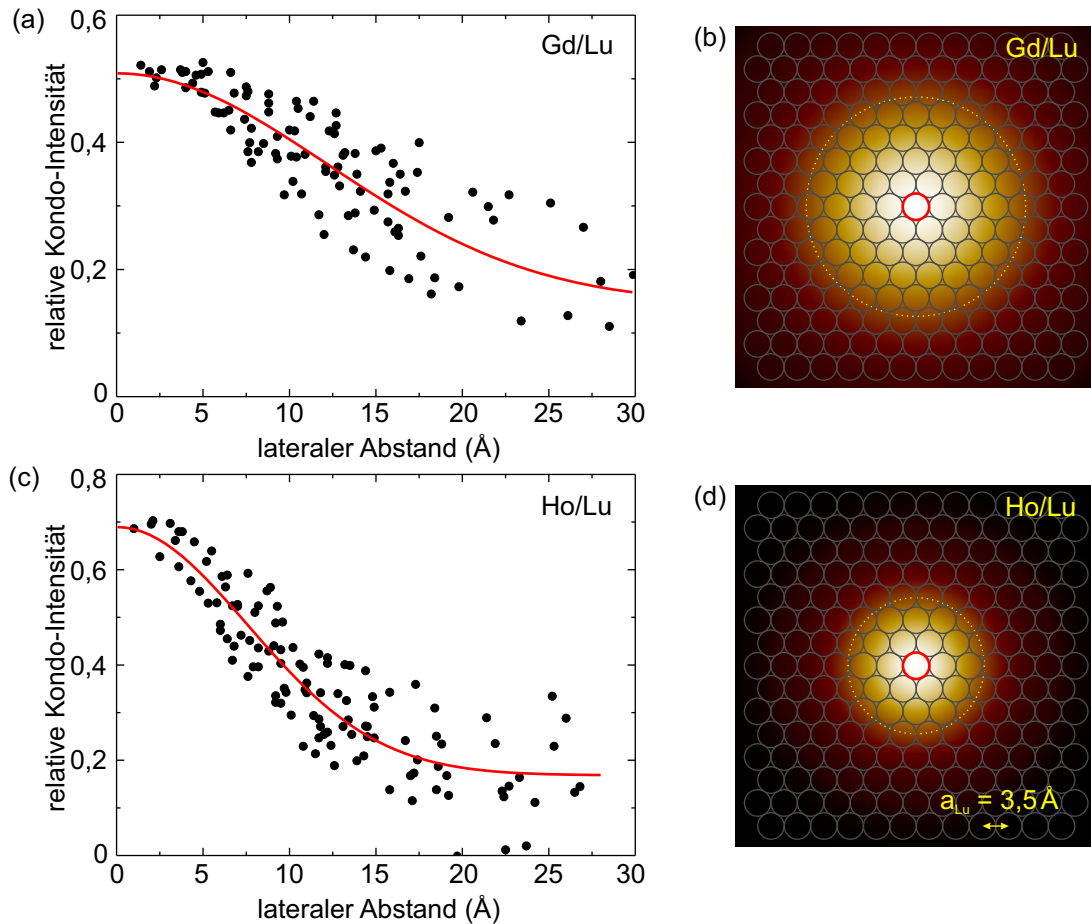 (a)
0,6
0,4
0,2
0
relative Kondo-Intensität
Gd/Lu
0 5 10 15 20 25 30
lateraler Abstand (Å)
(b)
Gd/Lu
(c)
0,8
0,6
0,4
0,2
0
relative Kondo-Intensität
Ho/Lu
0 5 10 15 20 25 30
lateraler Abstand (Å)
(d)
Ho/Lu
a_Lu = 3,5 Å